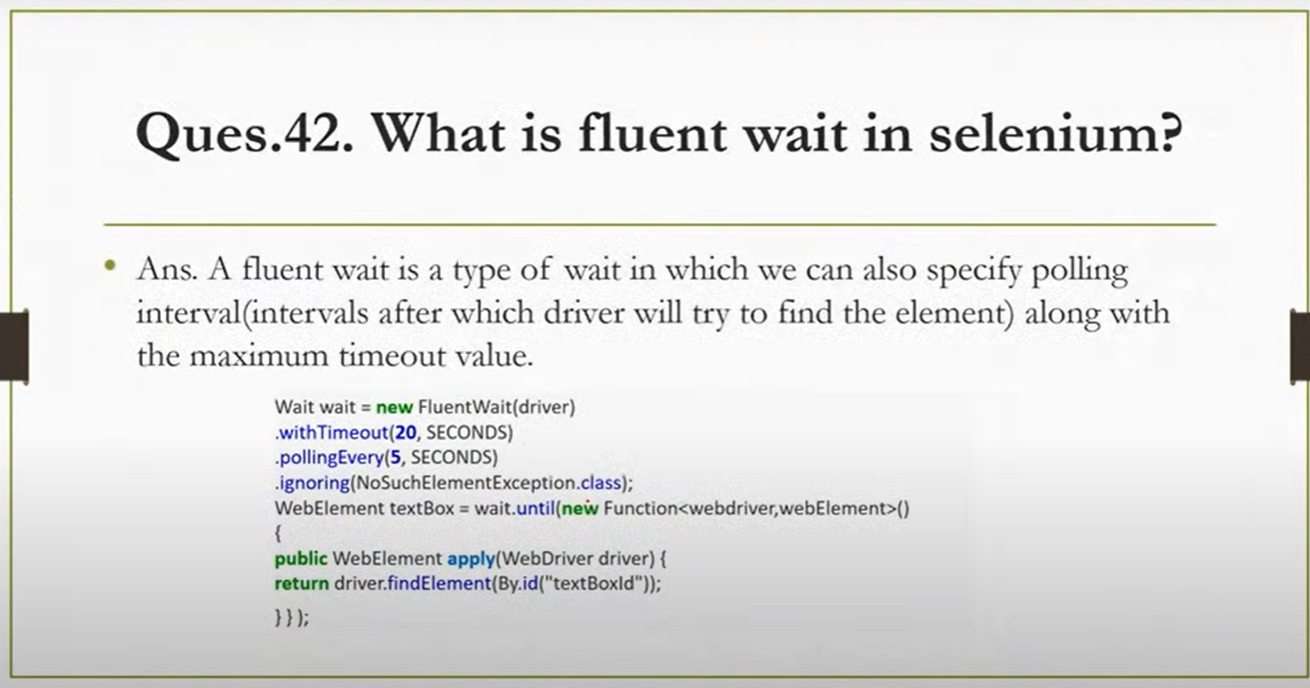 Ques.42. What is fluent wait in selenium?
• Ans. A fluent wait is a type of wait in which we can also specify polling
interval(intervals after which driver will try to find the element) along with
the maximum timeout value.
Wait wait = new FluentWait(driver)
.withTimeout(20, SECONDS)
.pollingEvery(5, SECONDS)
.ignoring(NoSuchElementException.class);
WebElement textBox = wait.until(new Function<webdriver,webElement>()
{
public WebElement apply(WebDriver driver) {
return driver.findElement(By.id("textBoxId"));
}});